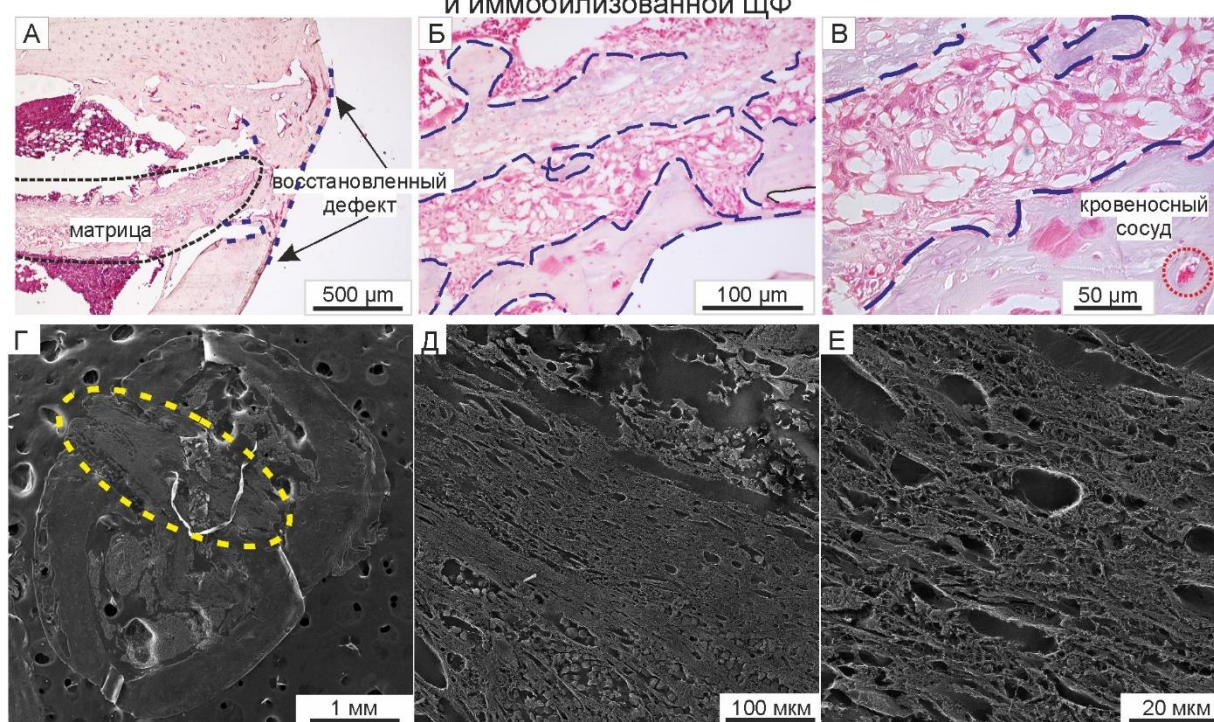 и иммобилизованной ЩФ
А
Б
В
восстановленный
дефект
матрица
кровеносный
сосуд
500 µm
100 µm
50 µm
Г
Д
Е
1 мм
100 мкм
20 мкм